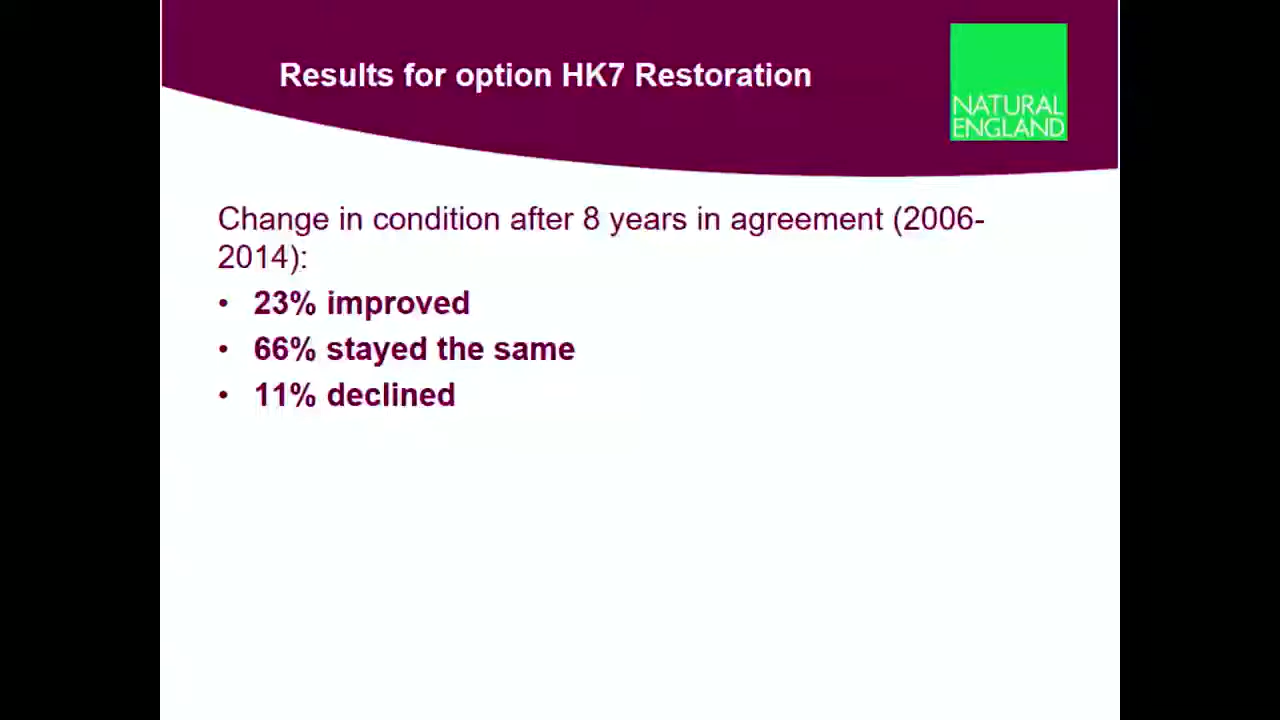 Results for option HK7 Restoration
NATURAL
ENGLAND
Change in condition after 8 years in agreement (2006-
2014):
• 23% improved
• 66% stayed the same
• 11% declined